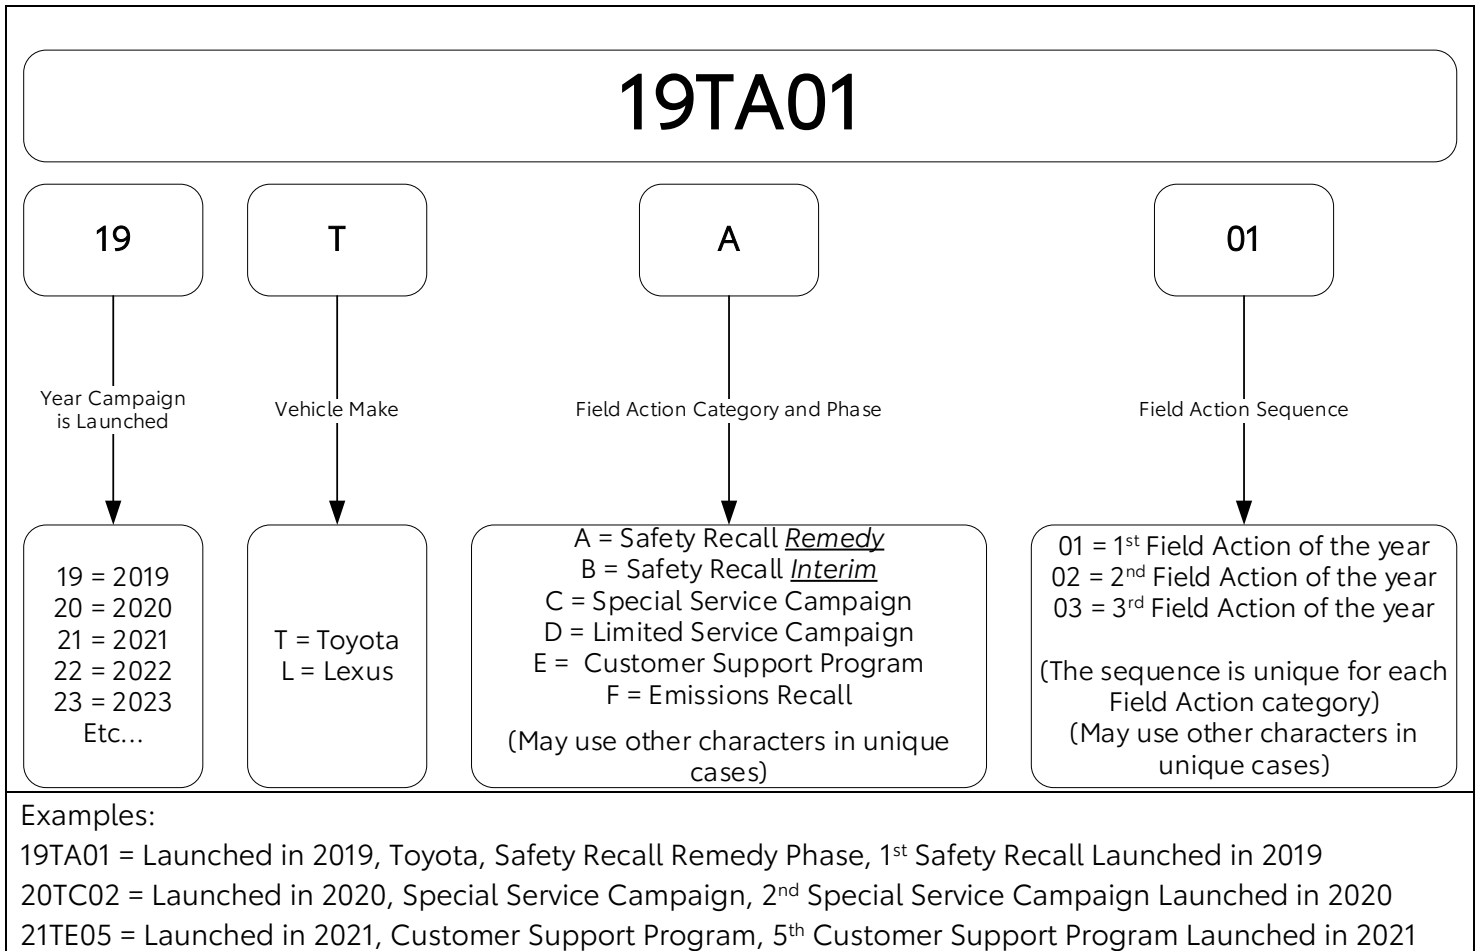 19TA01
19
T
A
01
Year Campaign
is Launched
Vehicle Make
Field Action Category and Phase
Field Action Sequence
19 = 2019
20 = 2020
21 = 2021
22 = 2022
23 = 2023
Etc...
T = Toyota
L = Lexus
A = Safety Recall Remedy
B = Safety Recall Interim
C = Special Service Campaign
D = Limited Service Campaign
E =  Customer Support Program
F = Emissions Recall
(May use other characters in unique
cases)
01 = 1st Field Action of the year
02 = 2nd Field Action of the year
03 = 3rd Field Action of the year
(The sequence is unique for each
Field Action category)
(May use other characters in
unique cases)
Examples:
19TA01 = Launched in 2019, Toyota, Safety Recall Remedy Phase, 1st Safety Recall Launched in 2019
20TC02 = Launched in 2020, Special Service Campaign, 2nd Special Service Campaign Launched in 2020
21TE05 = Launched in 2021, Customer Support Program, 5th Customer Support Program Launched in 2021